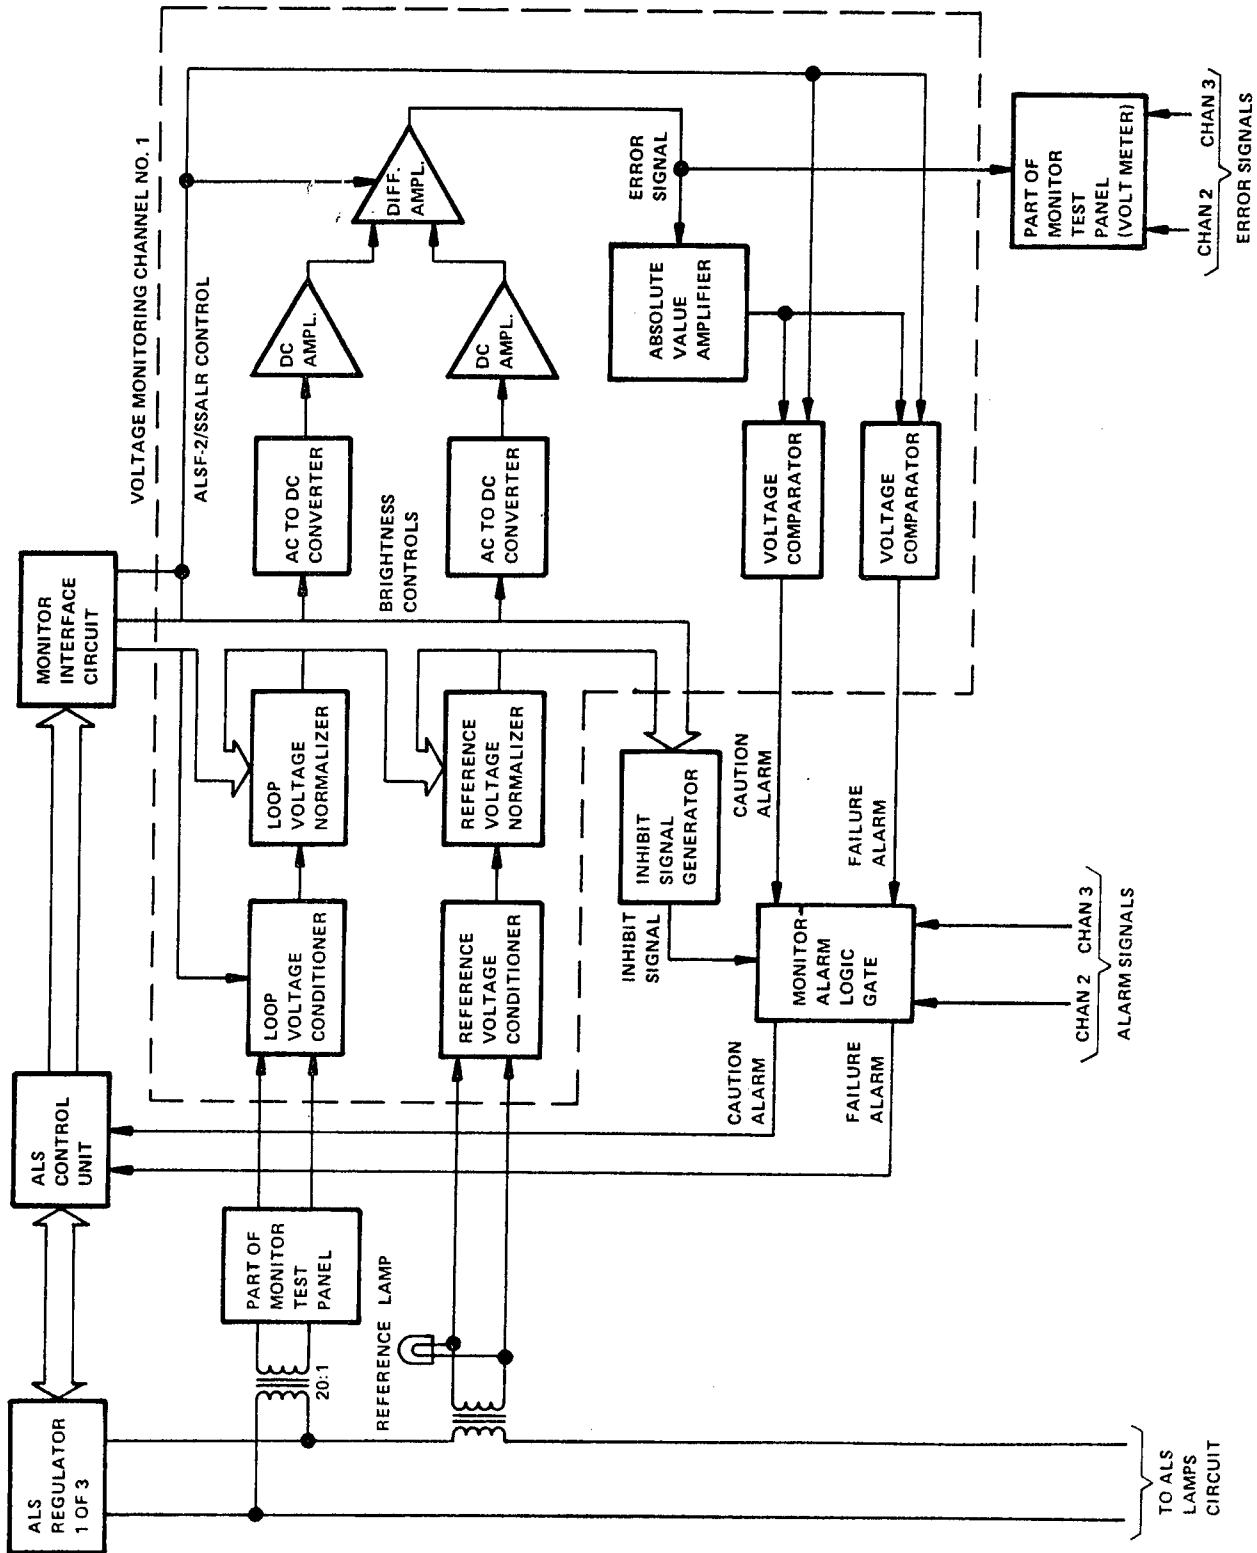 ALS
REGULATOR
1 OF 3
ALS
CONTROL
UNIT
MONITOR
INTERFACE
CIRCUIT
VOLTAGE MONITORING CHANNEL NO. 1
ALSF-2/SSALR CONTROL
20:1
PART OF
MONITOR
TEST
PANEL
LOOP
VOLTAGE
CONDITIONER
LOOP
VOLTAGE
NORMALIZER
AC TO DC
CONVERTER
DC
AMPL.
DIFF.
AMPL.
BRIGHTNESS
CONTROLS
REFERENCE LAMP
REFERENCE
VOLTAGE
CONDITIONER
REFERENCE
VOLTAGE
NORMALIZER
AC TO DC
CONVERTER
DC
AMPL.
ERROR
SIGNAL
ABSOLUTE
VALUE
AMPLIFIER
INHIBIT
SIGNAL
INHIBIT
SIGNAL
GENERATOR
CAUTION
ALARM
MONITOR
ALARM
LOGIC
GATE
CAUTION
ALARM
VOLTAGE
COMPARATOR
FAILURE
ALARM
FAILURE
ALARM
VOLTAGE
COMPARATOR
PART OF
MONITOR
TEST
PANEL
(VOLT METER)
TO ALS
LAMPS
CIRCUIT
CHAN 2 CHAN 3
ALARM SIGNALS
CHAN 2 CHAN 3
ERROR SIGNALS